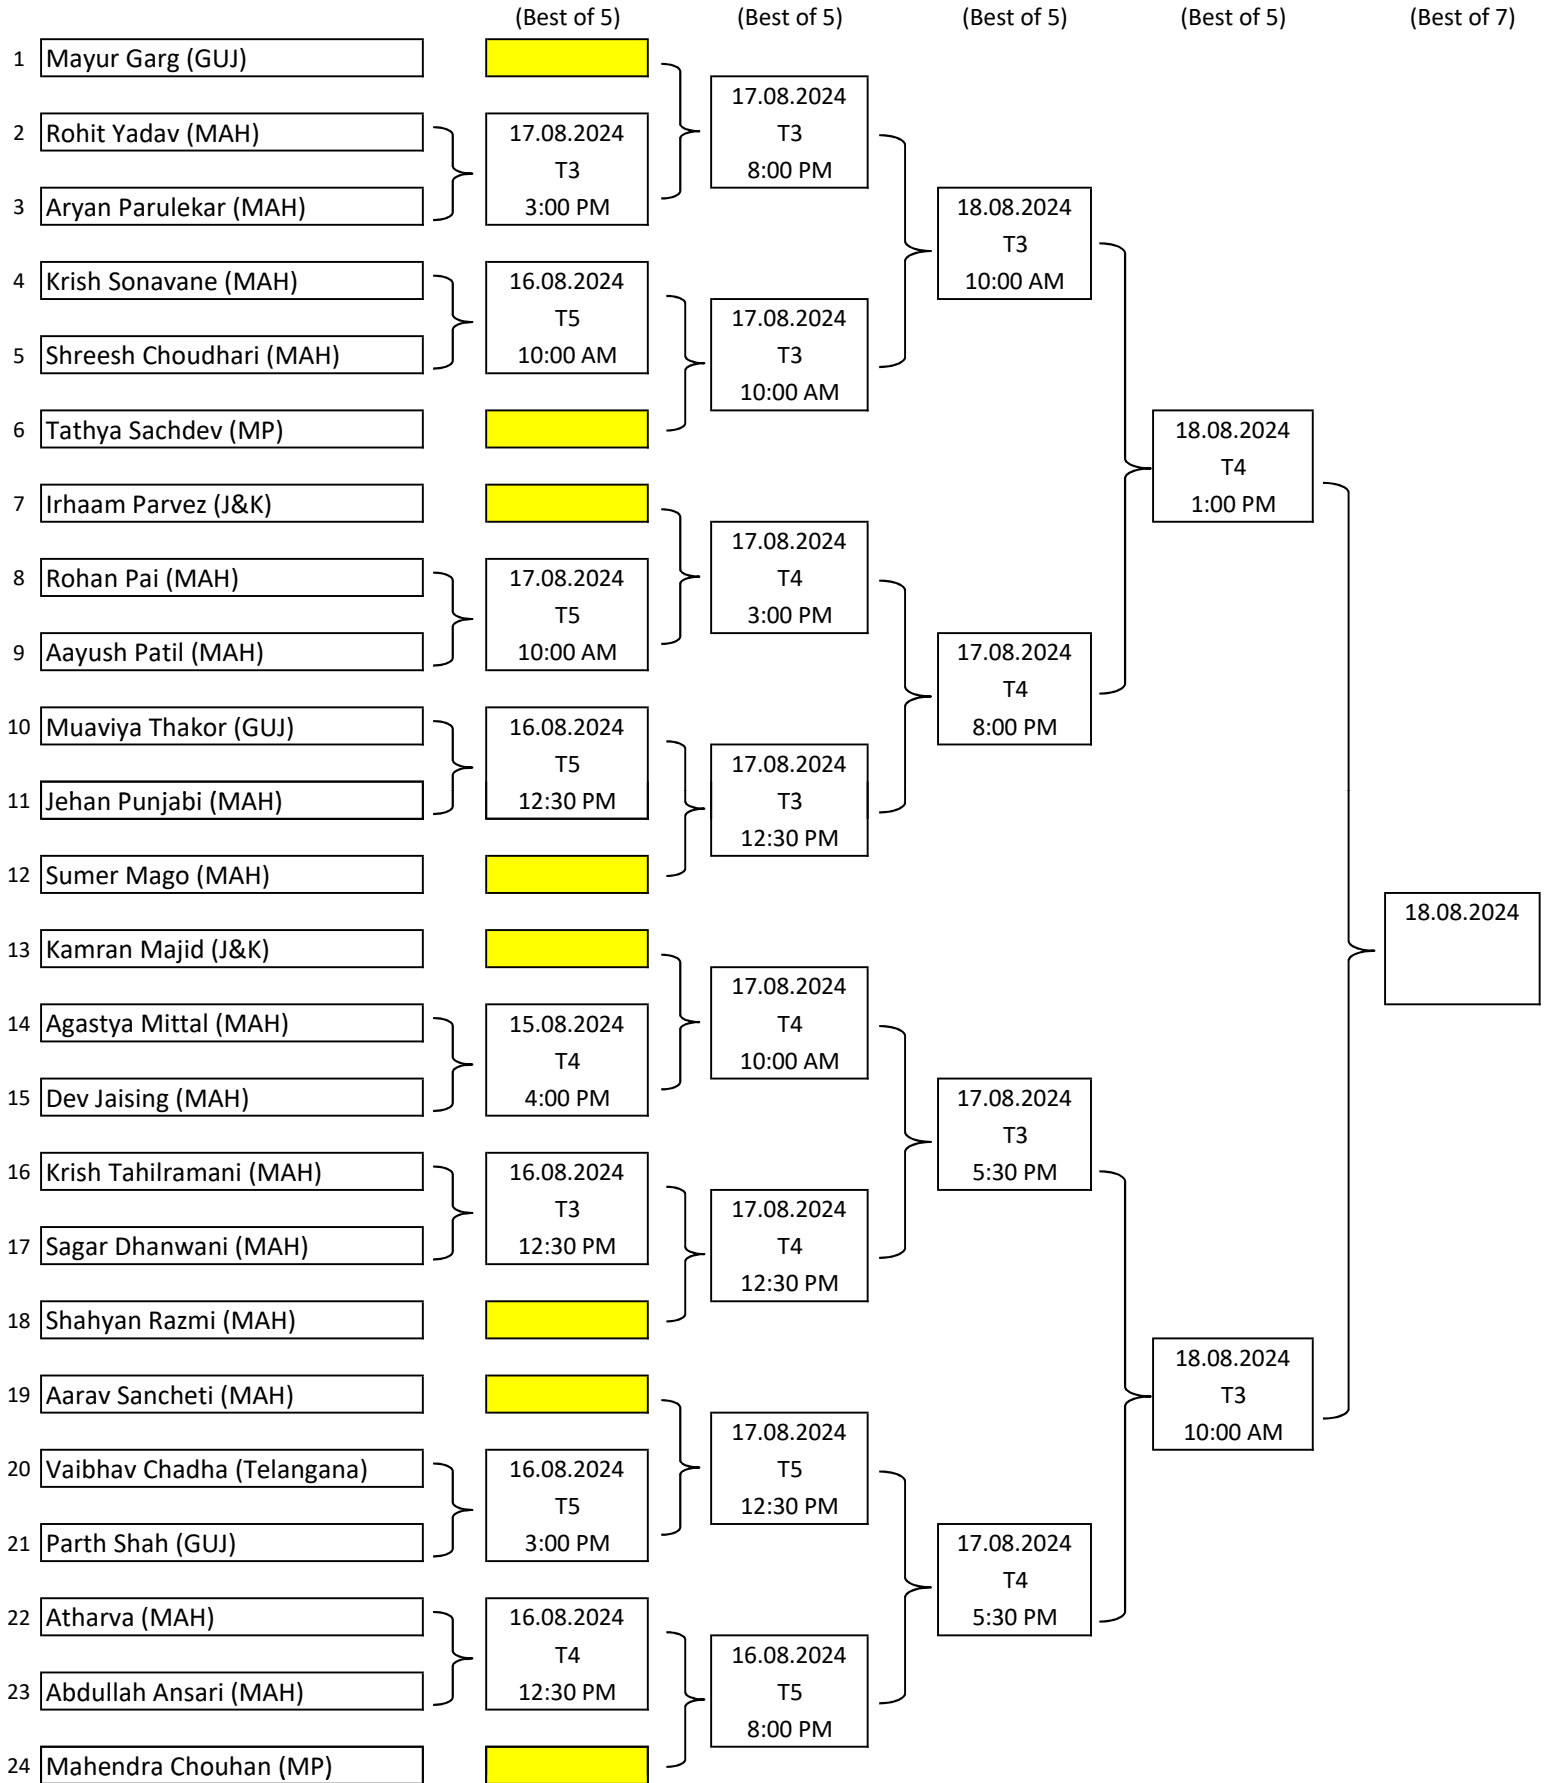 (Best of 5) (Best of 5) (Best of 5) (Best of 5) (Best of 7)
1 Mayur Garg (GUJ)
17.08.2024
2 Rohit Yadav (MAH) 17.08.2024 T3
T3 8:00 PM
3 Aryan Parulekar (MAH) 3:00 PM 18.08.2024
T3
4 Krish Sonavane (MAH) 16.08.2024 10:00 AM
T5 17.08.2024
5 Shreesh Choudhari (MAH) 10:00 AM T3
10:00 AM
6 Tathya Sachdev (MP) 18.08.2024
T4
7 Irhaam Parvez (J&K) 1:00 PM
17.08.2024
8 Rohan Pai (MAH) 17.08.2024 T4
T5 3:00 PM
9 Aayush Patil (MAH) 10:00 AM 17.08.2024
T4
10 Muaviya Thakor (GUJ) 16.08.2024 8:00 PM
T5 17.08.2024
11 Jehan Punjabi (MAH) 12:30 PM T3
12:30 PM
12 Sumer Mago (MAH)
18.08.2024
13 Kamran Majid (J&K)
17.08.2024
14 Agastya Mittal (MAH) 15.08.2024 T4
T4 10:00 AM
15 Dev Jaising (MAH) 4:00 PM 17.08.2024
T3
16 Krish Tahilramani (MAH) 16.08.2024 5:30 PM
T3 17.08.2024
17 Sagar Dhanwani (MAH) 12:30 PM T4
12:30 PM
18 Shahyan Razmi (MAH)
18.08.2024
19 Aarav Sancheti (MAH) T3
17.08.2024 10:00 AM
20 Vaibhav Chadha (Telangana) 16.08.2024 T5
T5 12:30 PM
21 Parth Shah (GUJ) 3:00 PM 17.08.2024
T4
22 Atharva (MAH) 16.08.2024 5:30 PM
T4 16.08.2024
23 Abdullah Ansari (MAH) 12:30 PM T5
8:00 PM
24 Mahendra Chouhan (MP)